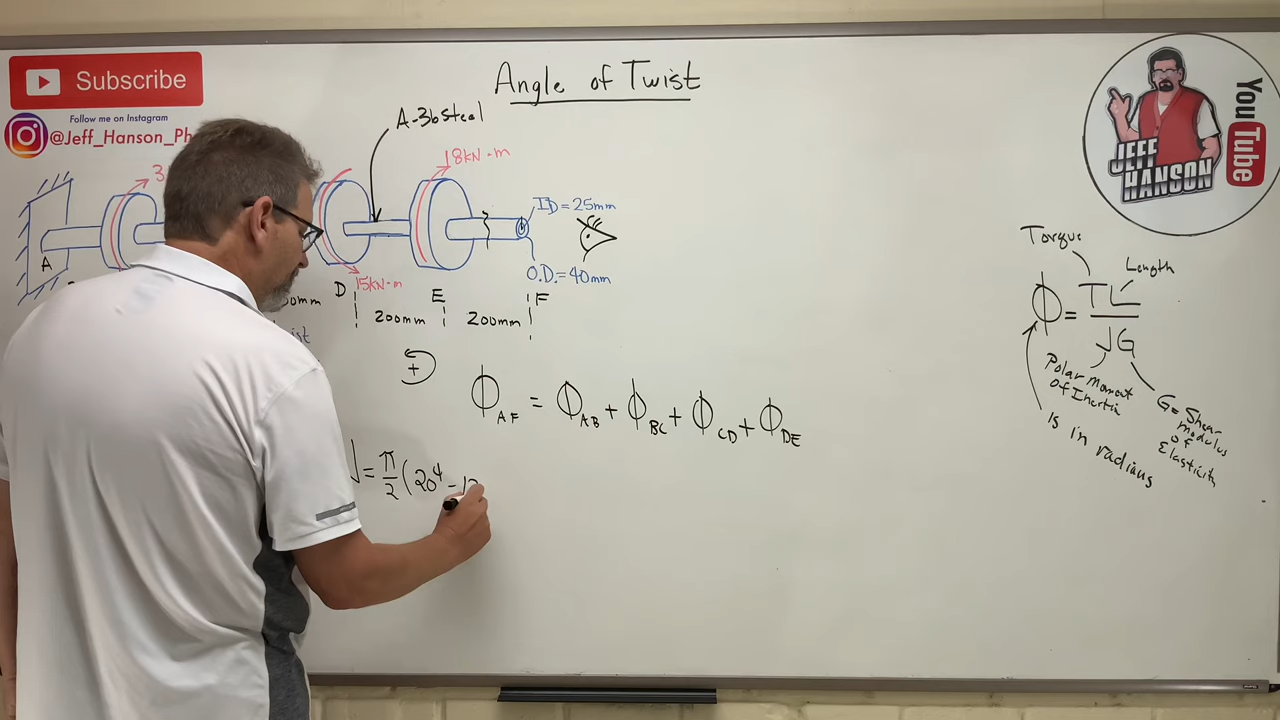 Subscribe
Follow me on Instagram
@Jeff_Hanson_Ph
Angle of Twist
A-36 Steel
18kN-m
ID=25mm
O.D.=40mm
15kN-m
A
D
E
F
200mm
200mm
+
ϕAF = ϕAB + ϕBC + ϕCD + ϕDE
J = π/2 (20⁴ -
Torque
Length
ϕ = TL/JG
Polar Moment
of Inertia
G= Shear
modulus
of
Elasticity
is in radians
JEFF
HANSON
YouTube